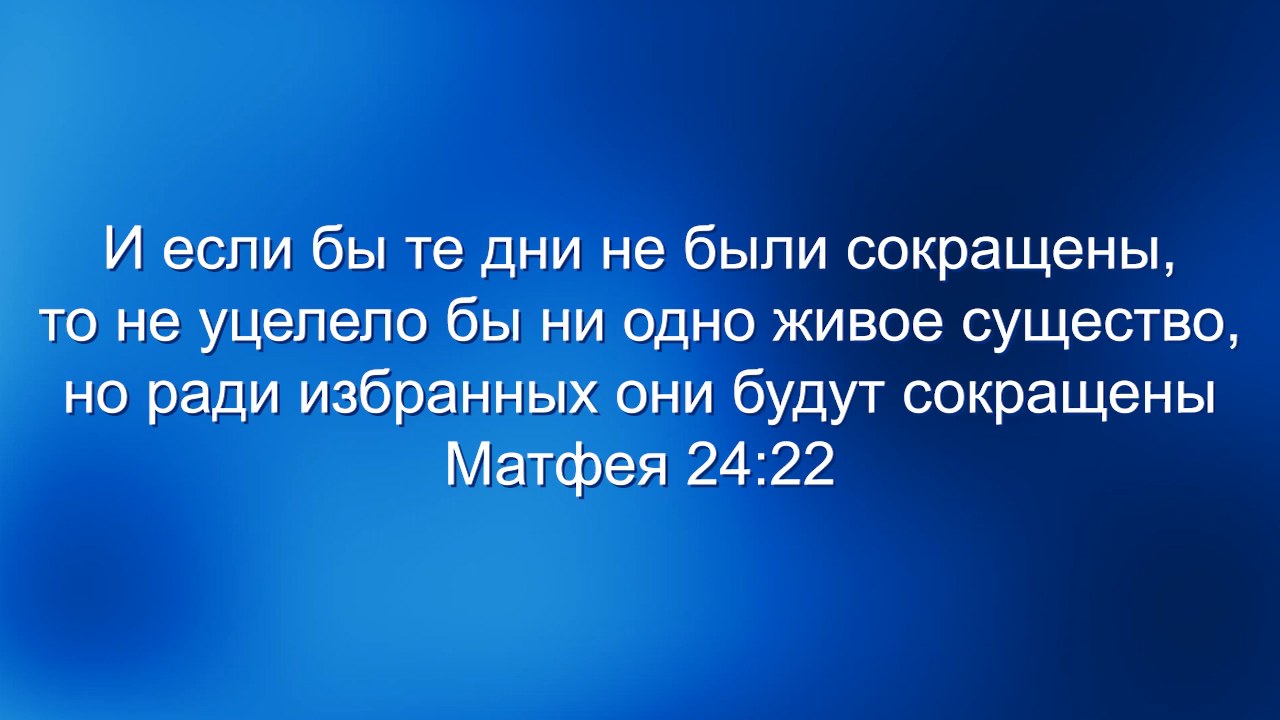 И если бы те дни не были сокращены,
то не уцелело бы ни одно живое существо,
но ради избранных они будут сокращены
Матфея 24:22